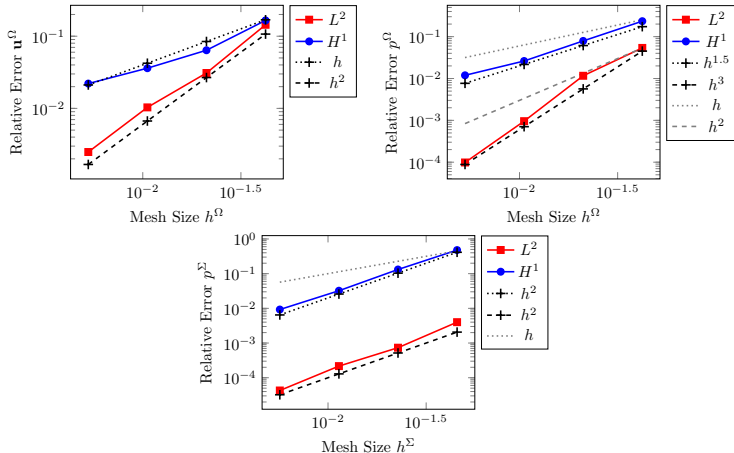 Relative Error u^Ω
10^−1
10^−2
10^−2
10^−1.5
Mesh Size h^Ω
L^2
H^1
h
h^2
Relative Error p^Ω
10^−1
10^−2
10^−3
10^−4
10^−2
10^−1.5
Mesh Size h^Ω
L^2
H^1
h^1.5
h^3
h
h^2
Relative Error p^Σ
10^0
10^−1
10^−2
10^−3
10^−4
10^−2
10^−1.5
Mesh Size h^Σ
L^2
H^1
h^2
h^2
h